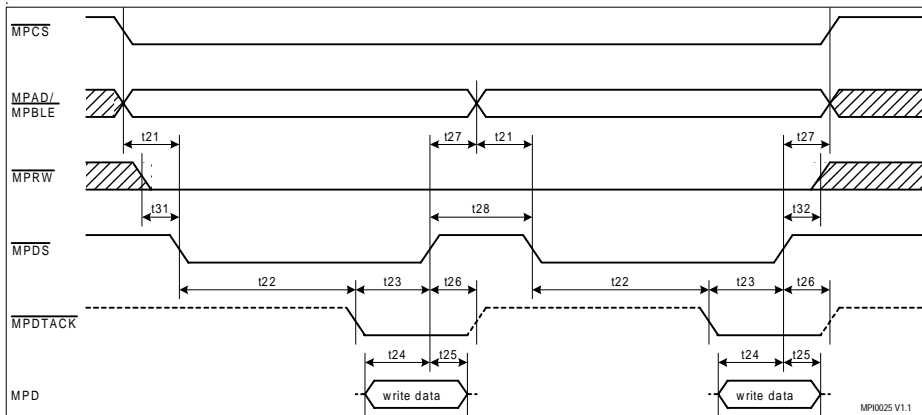 MPCS
MPAD/
MPBLE
t21 t27 t21 t27
MPRW
t31 t28 t32
MPDS
t22 t23 t26 t22 t23 t26
MPDTACK
t24 t25 t24 t25
MPD write data write data
MPI0025 V1.1